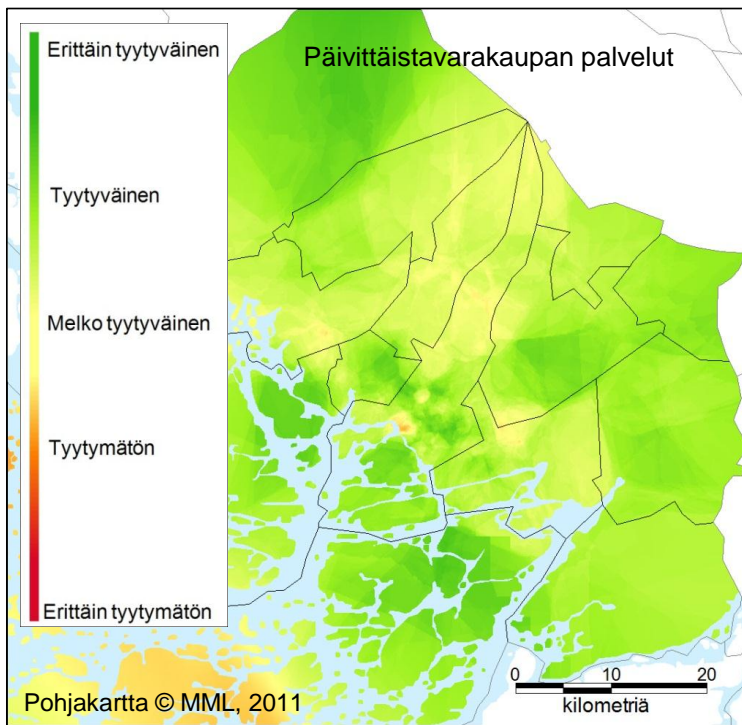 Päivittäistavarakaupan palvelut
Erittäin tyytyväinen
Tyytyväinen
Melko tyytyväinen
Tyytymätön
Erittäin tyytymätön
0 10 20
kilometriä
Pohjakartta © MML, 2011